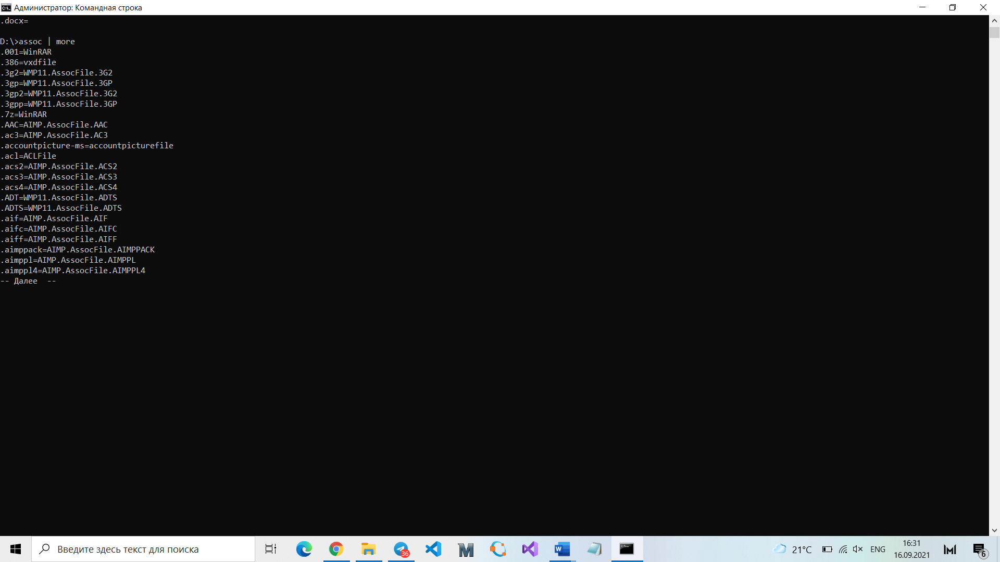 Администратор: Командная строка
.docx=
D:\>assoc | more
.001=WinRAR
.386=vxdfile
.3g2=WMP11.AssocFile.3G2
.3gp=WMP11.AssocFile.3GP
.3gp2=WMP11.AssocFile.3G2
.3gpp=WMP11.AssocFile.3GP
.7z=WinRAR
.AAC=AIMP.AssocFile.AAC
.ac3=AIMP.AssocFile.AC3
.accountpicture-ms=accountpicturefile
.acl=ACLFile
.acs2=AIMP.AssocFile.ACS2
.acs3=AIMP.AssocFile.ACS3
.acs4=AIMP.AssocFile.ACS4
.ADT=WMP11.AssocFile.ADTS
.ADTS=WMP11.AssocFile.ADTS
.aif=AIMP.AssocFile.AIF
.aifc=AIMP.AssocFile.AIFC
.aiff=AIMP.AssocFile.AIFF
.aimppack=AIMP.AssocFile.AIMPPACK
.aimppl=AIMP.AssocFile.AIMPPL
.aimppl4=AIMP.AssocFile.AIMPPL4
-- Далее  --
Введите здесь текст для поиска
36
21°C
ENG
16:31
16.09.2021
6